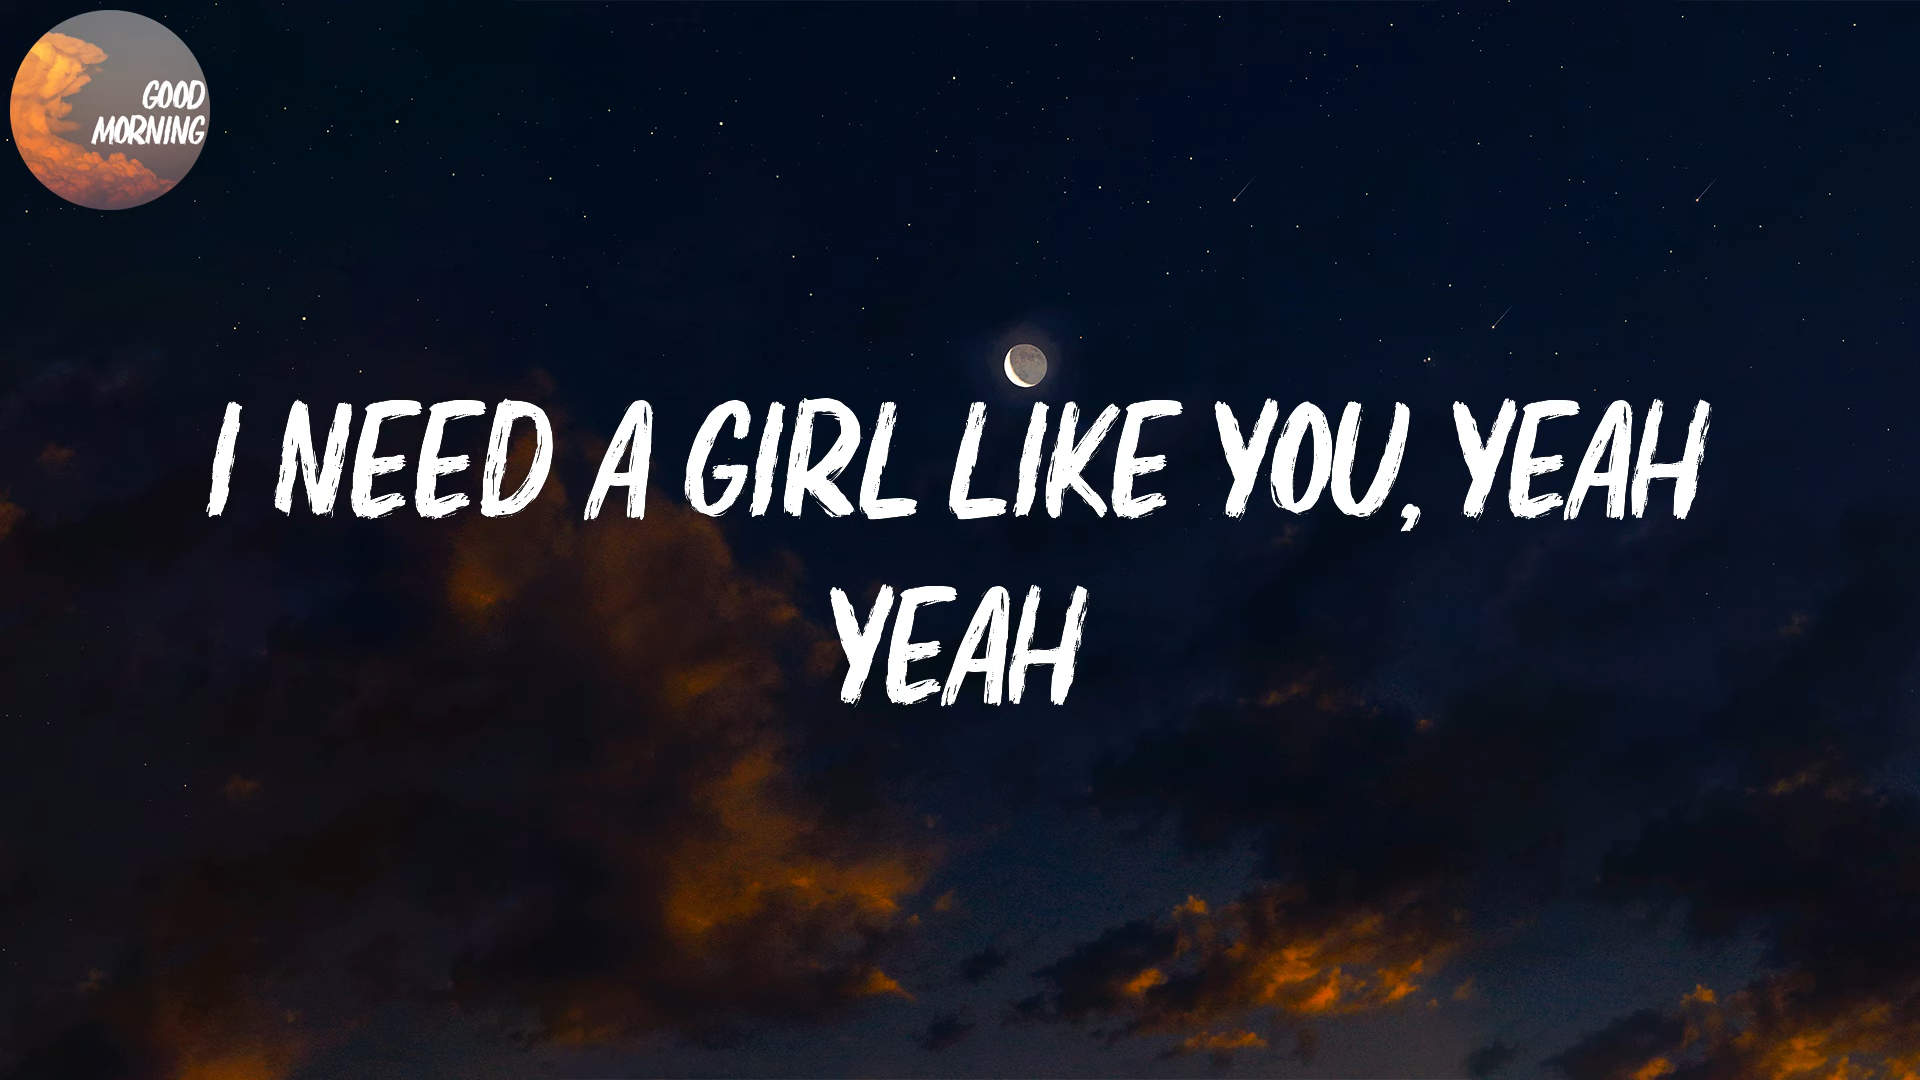 GOOD
MORNING
I NEED A GIRL LIKE YOU, YEAH
YEAH